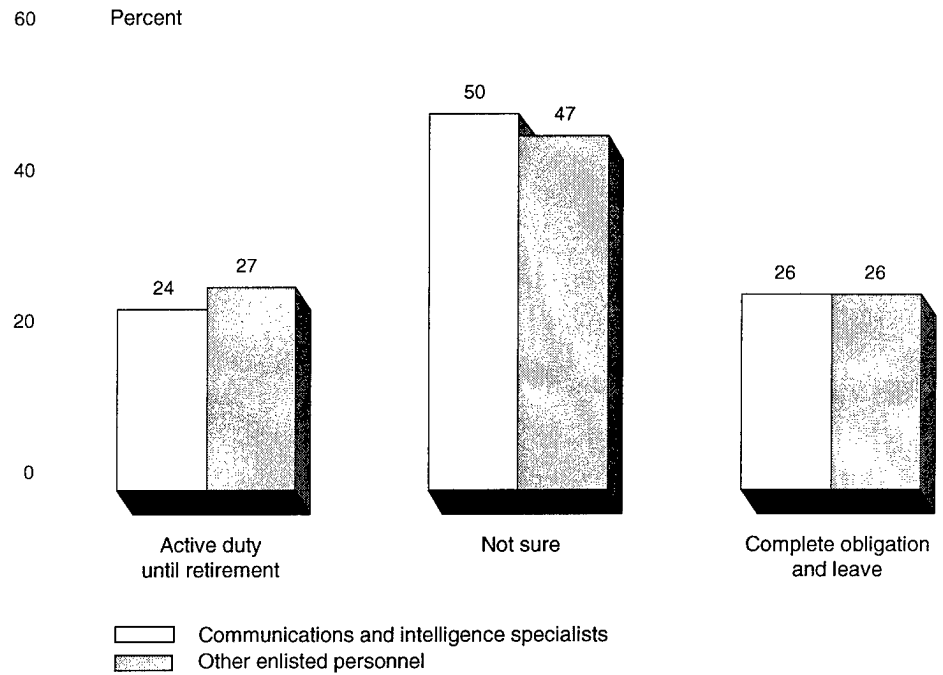 60 Percent
50
47
40
24 27
26 26
20
0
Active duty
until retirement
Not sure
Complete obligation
and leave
Communications and intelligence specialists
Other enlisted personnel